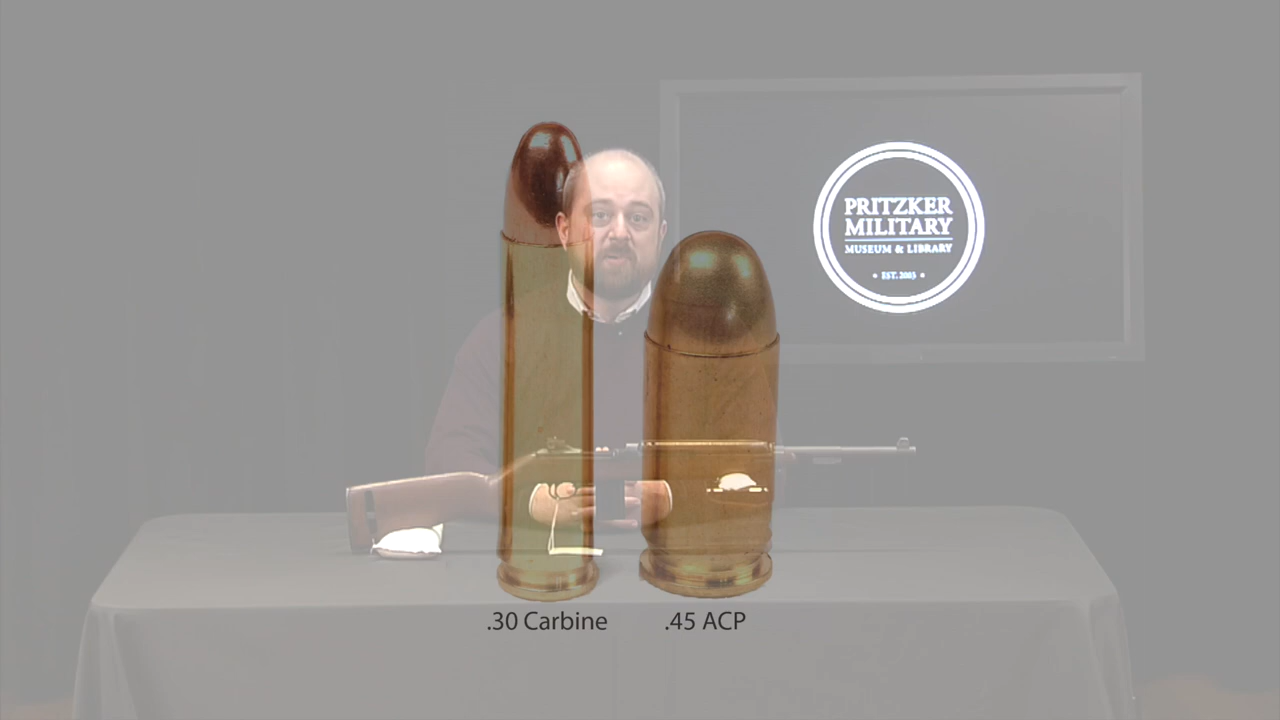 PRITZKER
MILITARY
MUSEUM & LIBRARY
• EST. 2003 •
.30 Carbine
.45 ACP